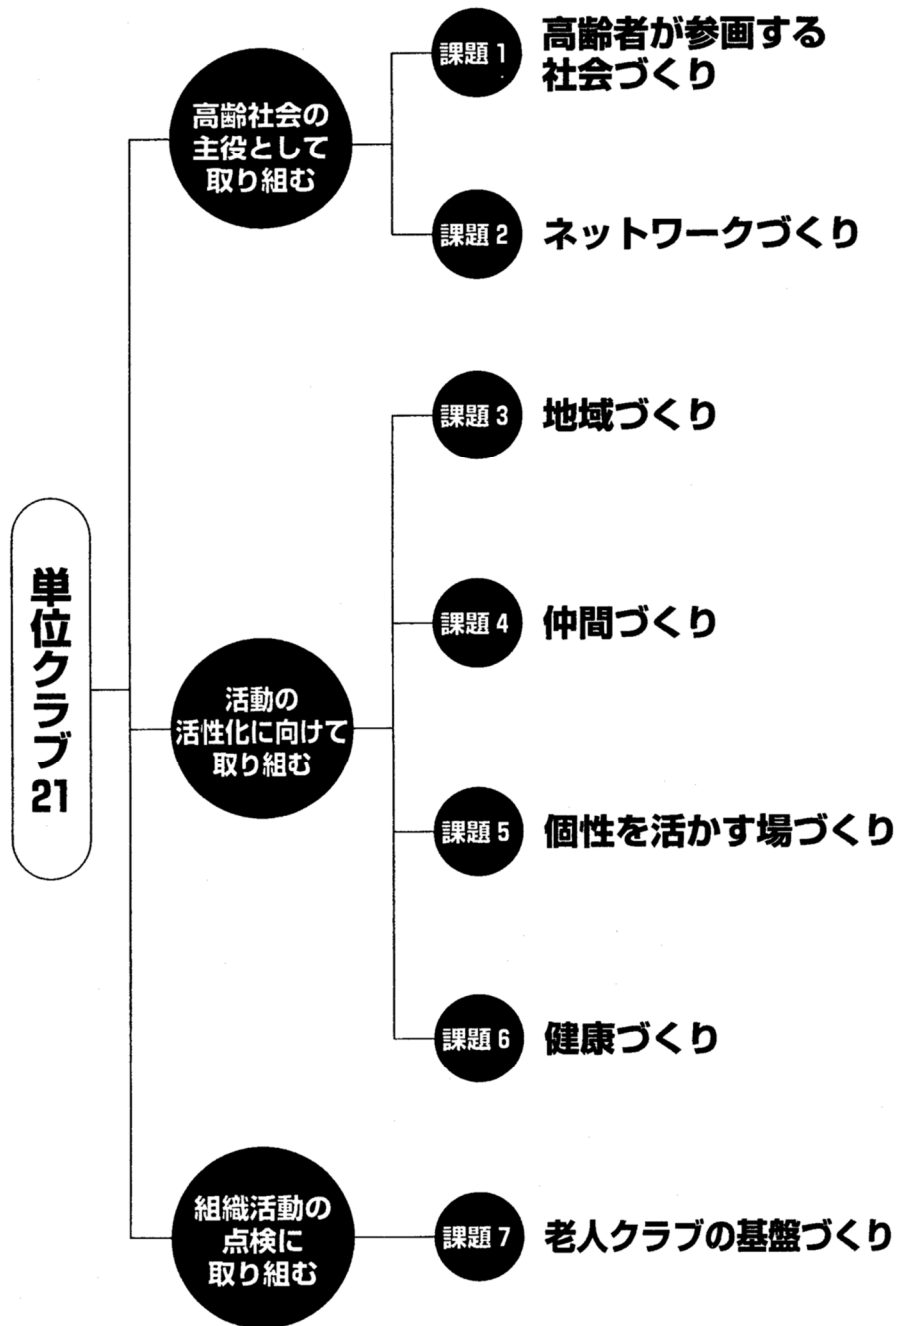 単位クラブ21
高齢社会の
主役として
取り組む
課題1
高齢者が参画する
社会づくり
課題2
ネットワークづくり
活動の
活性化に向けて
取り組む
課題3
地域づくり
課題4
仲間づくり
課題5
個性を活かす場づくり
課題6
健康づくり
組織活動の
点検に
取り組む
課題7
老人クラブの基盤づくり